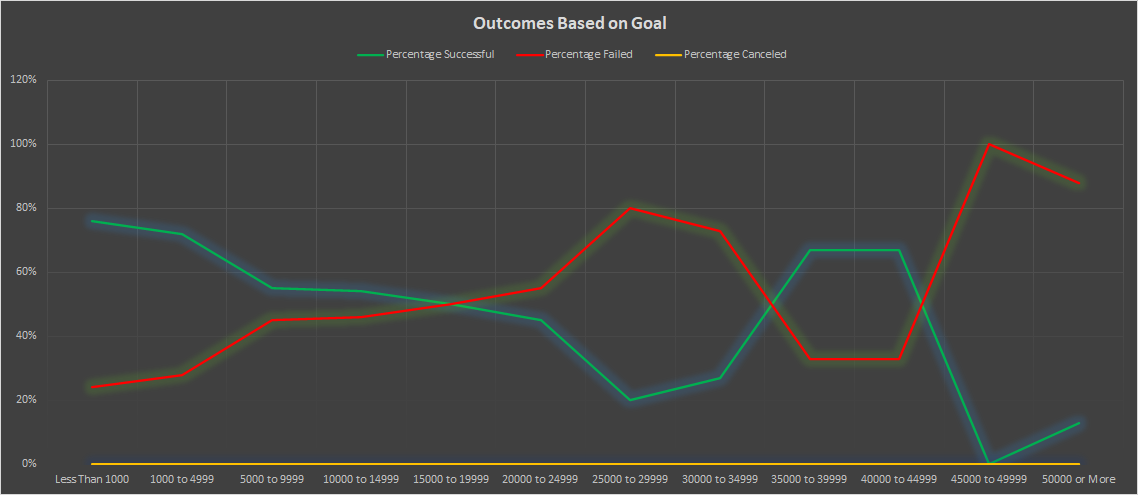 Outcomes Based on Goal
Percentage Successful Percentage Failed Percentage Canceled
120%
100%
80%
60%
40%
20%
0%
Less Than 1000 1000 to 4999 5000 to 9999 10000 to 14999 15000 to 19999 20000 to 24999 25000 to 29999 30000 to 34999 35000 to 39999 40000 to 44999 45000 to 49999 50000 or More